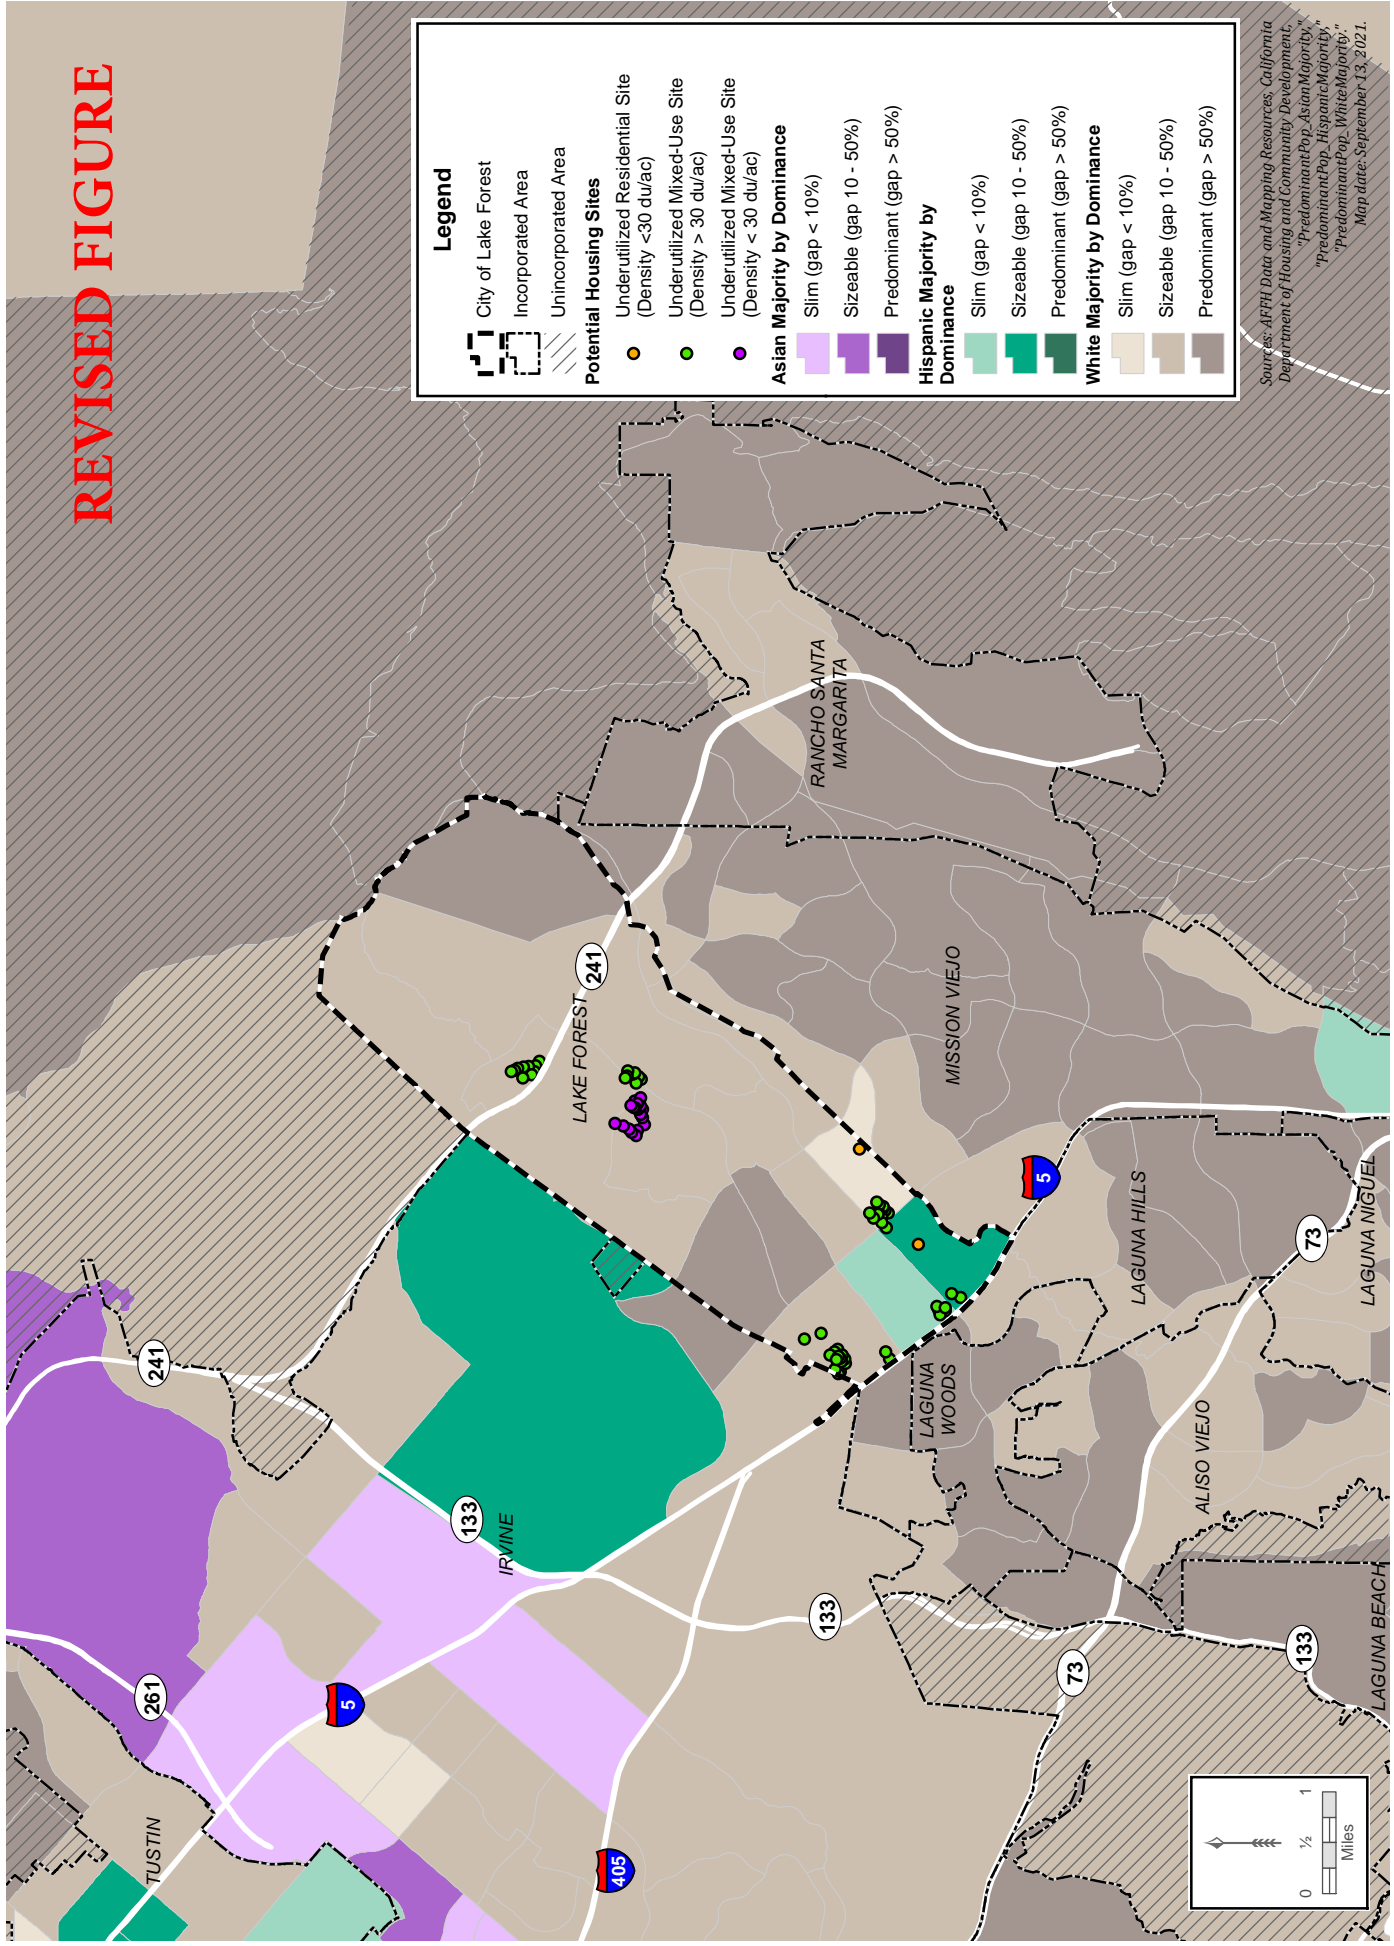 REVISED FIGURE
Legend
City of Lake Forest
Incorporated Area
Unincorporated Area
Potential Housing Sites
Underutilized Residential Site
(Density <30 du/ac)
Underutilized Mixed-Use Site
(Density > 30 du/ac)
Underutilized Mixed-Use Site
(Density < 30 du/ac)
Asian Majority by Dominance
Slim (gap < 10%)
Sizeable (gap 10 - 50%)
Predominant (gap > 50%)
Hispanic Majority by
Dominance
Slim (gap < 10%)
Sizeable (gap 10 - 50%)
Predominant (gap > 50%)
White Majority by Dominance
Slim (gap < 10%)
Sizeable (gap 10 - 50%)
Predominant (gap > 50%)
Sources: AFFH Data and Mapping Resources, California
Department of Housing and Community Development,
"PredominantPop_AsianMajority,"
"PredominantPop_HispanicMajority,"
"PredominantPop_WhiteMajority."
Map date: September 13, 2021.
TUSTIN
261
241
5
133
IRVINE
405
LAKE FOREST
241
RANCHO SANTA
MARGARITA
133
LAGUNA
WOODS
MISSION VIEJO
5
73
LAGUNA HILLS
ALISO VIEJO
73
133
LAGUNA NIGUEL
LAGUNA BEACH
0
½
1
Miles